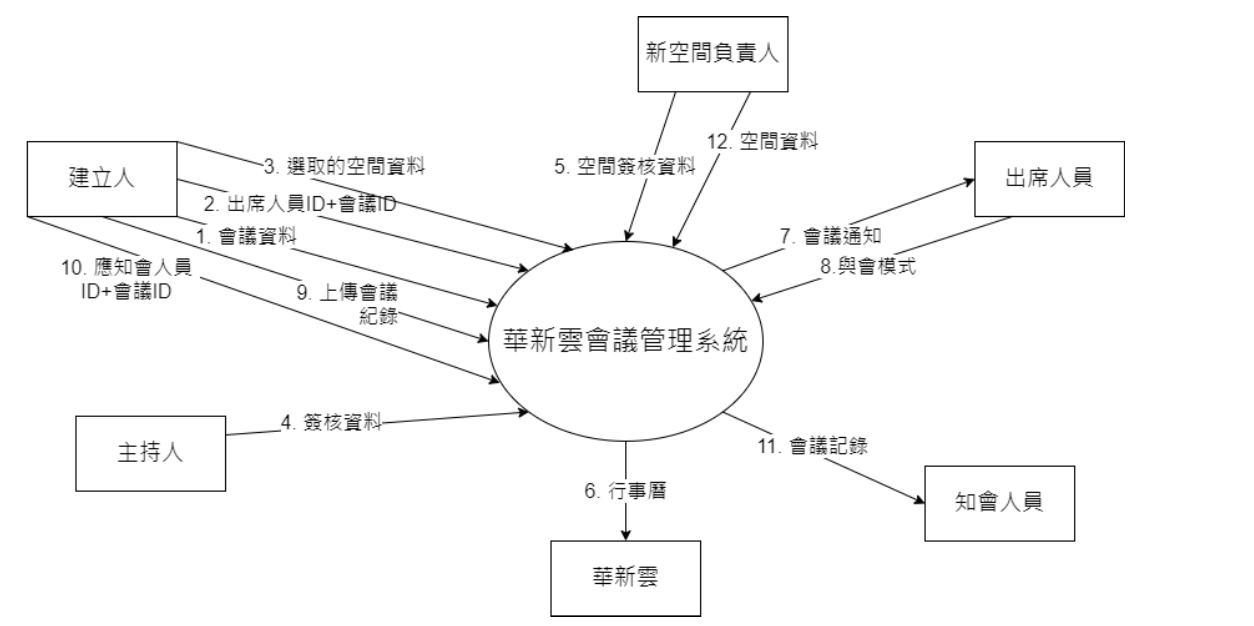 新空間負責人
12. 空間資料
建立人
3. 選取的空間資料
5. 空間簽核資料
出席人員
2. 出席人員ID+會議ID
1. 會議資料
7. 會議通知
10. 應知會人員
ID+會議ID
8.與會模式
9. 上傳會議
紀錄
華新雲會議管理系統
4. 簽核資料
主持人
11. 會議記錄
6. 行事曆
知會人員
華新雲